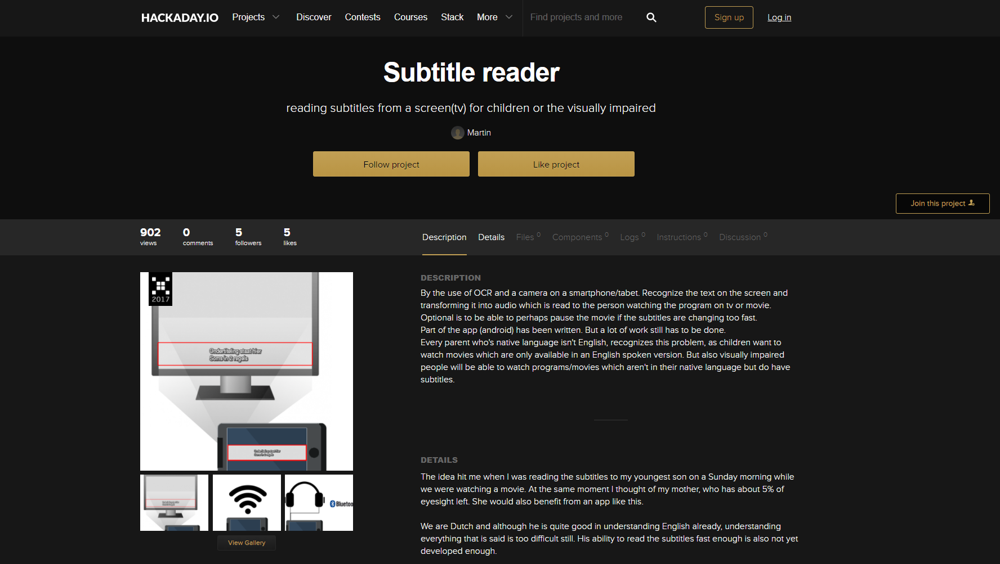 HACKADAY.IO Projects Discover Contests Courses Stack More Find projects and more Sign up Log in
Subtitle reader
reading subtitles from a screen(tv) for children or the visually impaired
Martin
Follow project Like project
Join this project
902 0 5 5
views comments followers likes
Description Details Files 0 Components 0 Logs 0 Instructions 0 Discussion 0
2017
Ondertiteling staat hier
Soms in 2 regels
Ondertiteling staat hier
Soms in 2 regels
Bluetoo
View Gallery
DESCRIPTION
By the use of OCR and a camera on a smartphone/tabet. Recognize the text on the screen and
transforming it into audio which is read to the person watching the program on tv or movie.
Optional is to be able to perhaps pause the movie if the subtitles are changing too fast.
Part of the app (android) has been written. But a lot of work still has to be done.
Every parent who's native language isn't English, recognizes this problem, as children want to
watch movies which are only available in an English spoken version. But also visually impaired
people will be able to watch programs/movies which aren't in their native language but do have
subtitles.
DETAILS
The idea hit me when I was reading the subtitles to my youngest son on a Sunday morning while
we were watching a movie. At the same moment I thought of my mother, who has about 5% of
eyesight left. She would also benefit from an app like this.
We are Dutch and although he is quite good in understanding English already, understanding
everything that is said is too difficult still. His ability to read the subtitles fast enough is also not yet
developed enough.